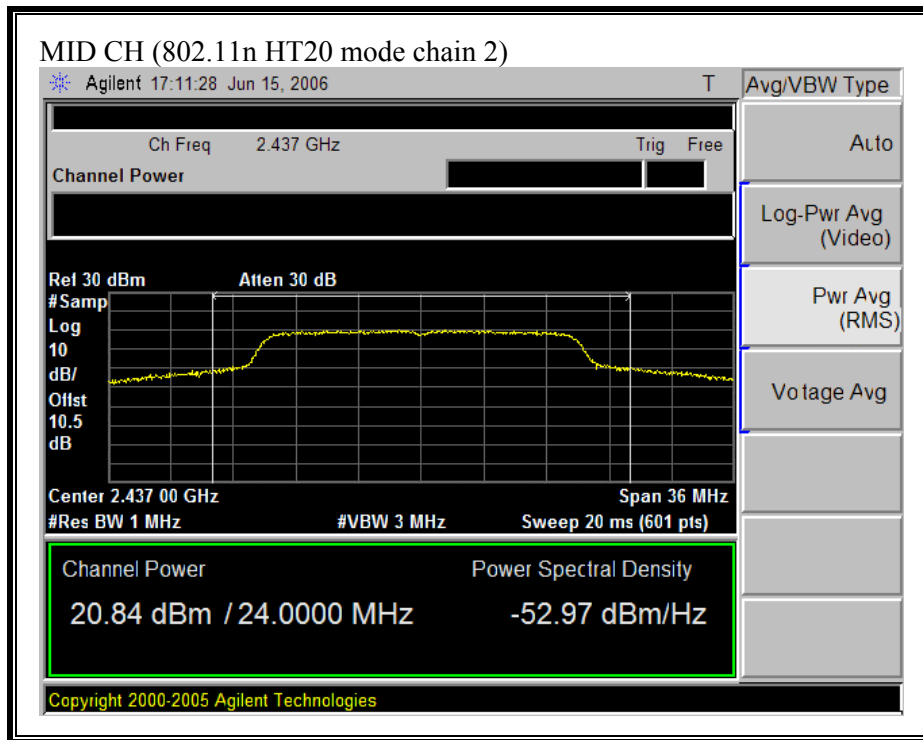 MID CH (802.11n HT20 mode chain 2)
Agilent 17:11:28 Jun 15, 2006 T
Avg/VBW Type
Ch Freq 2.437 GHz Trig Free
Channel Power
Auto
Log-Pwr Avg
(Video)
Pwr Avg
(RMS)
Voltage Avg
Ref 30 dBm Atten 30 dB
#Samp
Log
10
dB/
Offst
10.5
dB
Center 2.437 00 GHz Span 36 MHz
#Res BW 1 MHz #VBW 3 MHz Sweep 20 ms (601 pts)
Channel Power Power Spectral Density
20.84 dBm / 24.0000 MHz -52.97 dBm/Hz
Copyright 2000-2005 Agilent Technologies